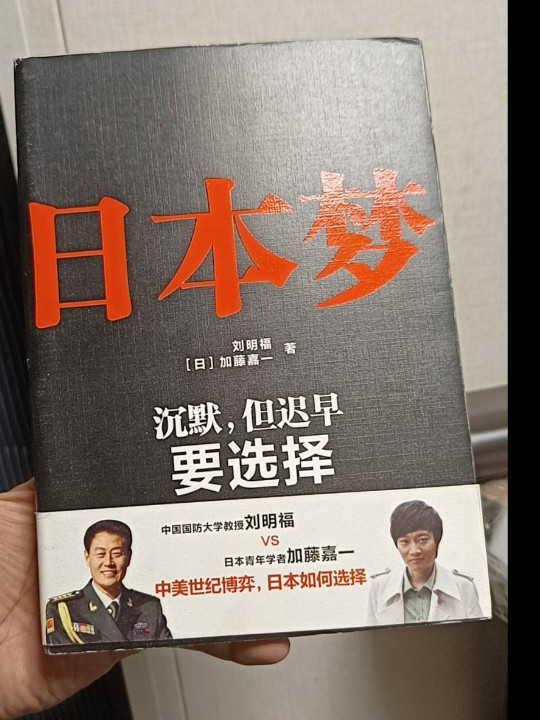 日本梦
刘明福
[日]加藤嘉一 著
沉默，但迟早
要选择
中国国防大学教授刘明福
VS
日本青年学者加藤嘉一
中美世纪博弈，日本如何选择